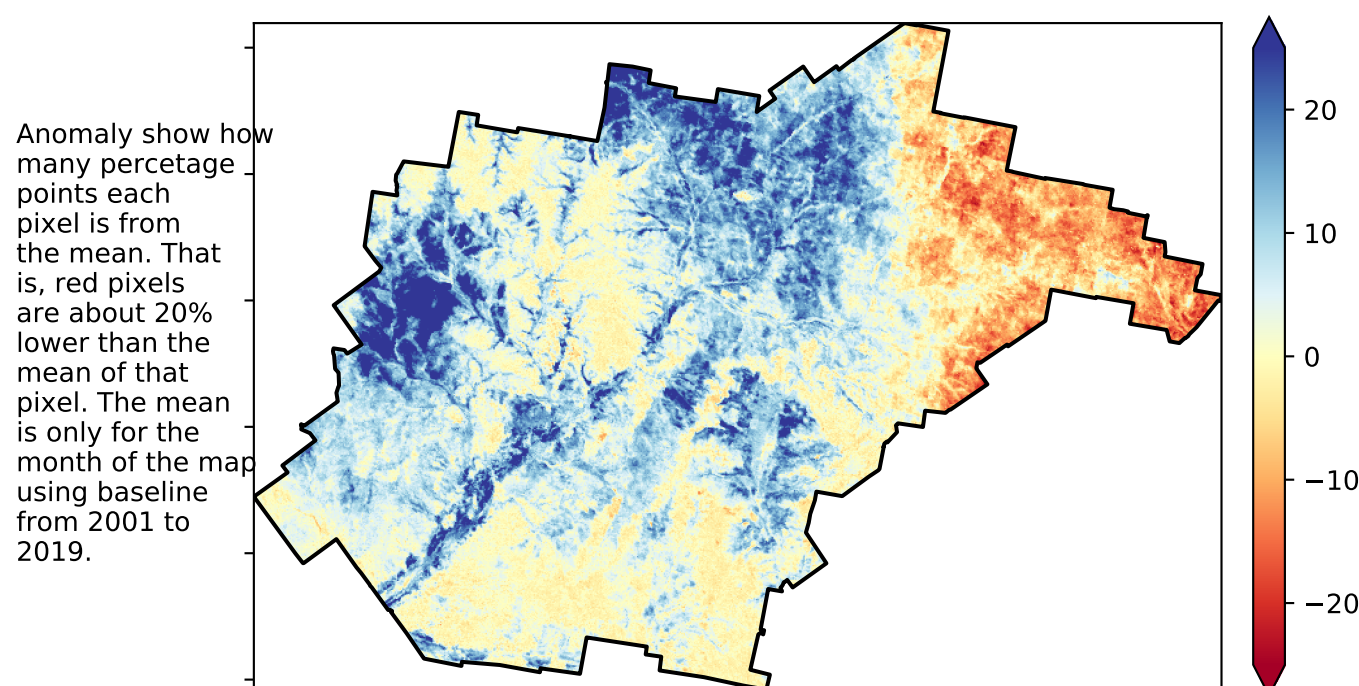 Anomaly show how
many percetage
points each
pixel is from
the mean. That
is, red pixels
are about 20%
lower than the
mean of that
pixel. The mean
is only for the
month of the map
using baseline
from 2001 to
2019.
20
10
0
−10
−20